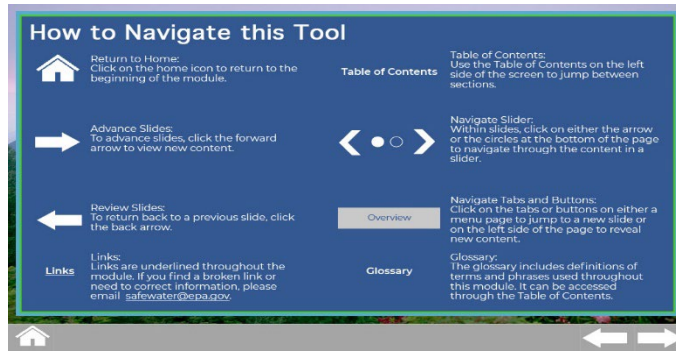 How to Navigate this Tool
Return to Home:
Click on the home icon to return to the
beginning of the module.
Advance Slides:
To advance slides, click the forward
arrow to view new content.
Review Slides:
To return back to a previous slide, click
the back arrow.
Links
Links:
Links are underlined throughout the
module. If you find a broken link or
need to correct information, please
email safewater@epa.gov.
Table of Contents
Table of Contents:
Use the Table of Contents on the left
side of the screen to jump between
sections.
Navigate Slider:
Within slides, click on either the arrow
or the circles at the bottom of the page
to navigate through the content in a
slider.
Overview
Navigate Tabs and Buttons:
Click on the tabs or buttons on either a
menu page to jump to a new slide or
on the left side of the page to reveal
new content.
Glossary
Glossary:
The glossary includes definitions of
terms and phrases used throughout
this module. It can be accessed
through the Table of Contents.